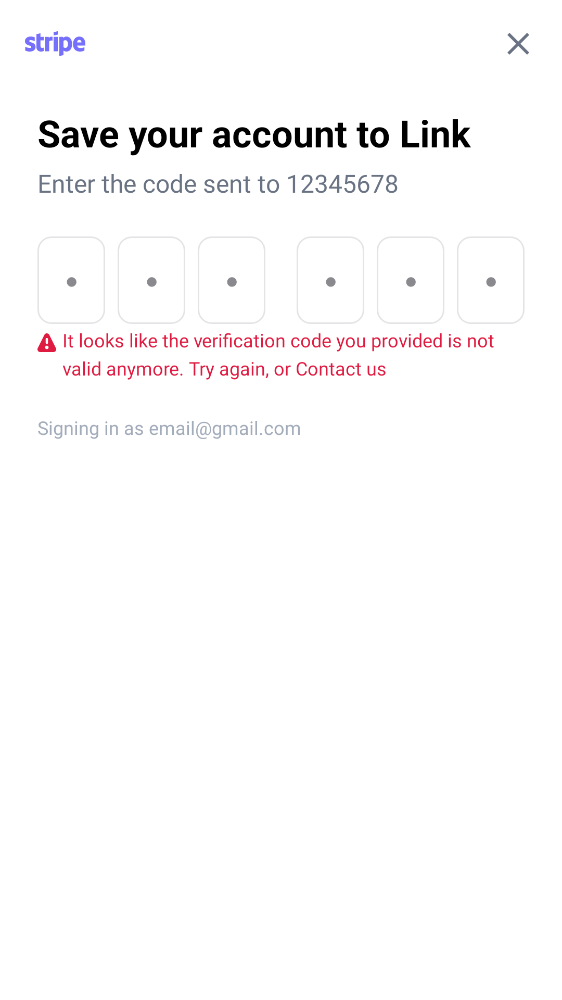 stripe
Save your account to Link
Enter the code sent to 12345678
It looks like the verification code you provided is not
valid anymore. Try again, or Contact us
Signing in as email@gmail.com